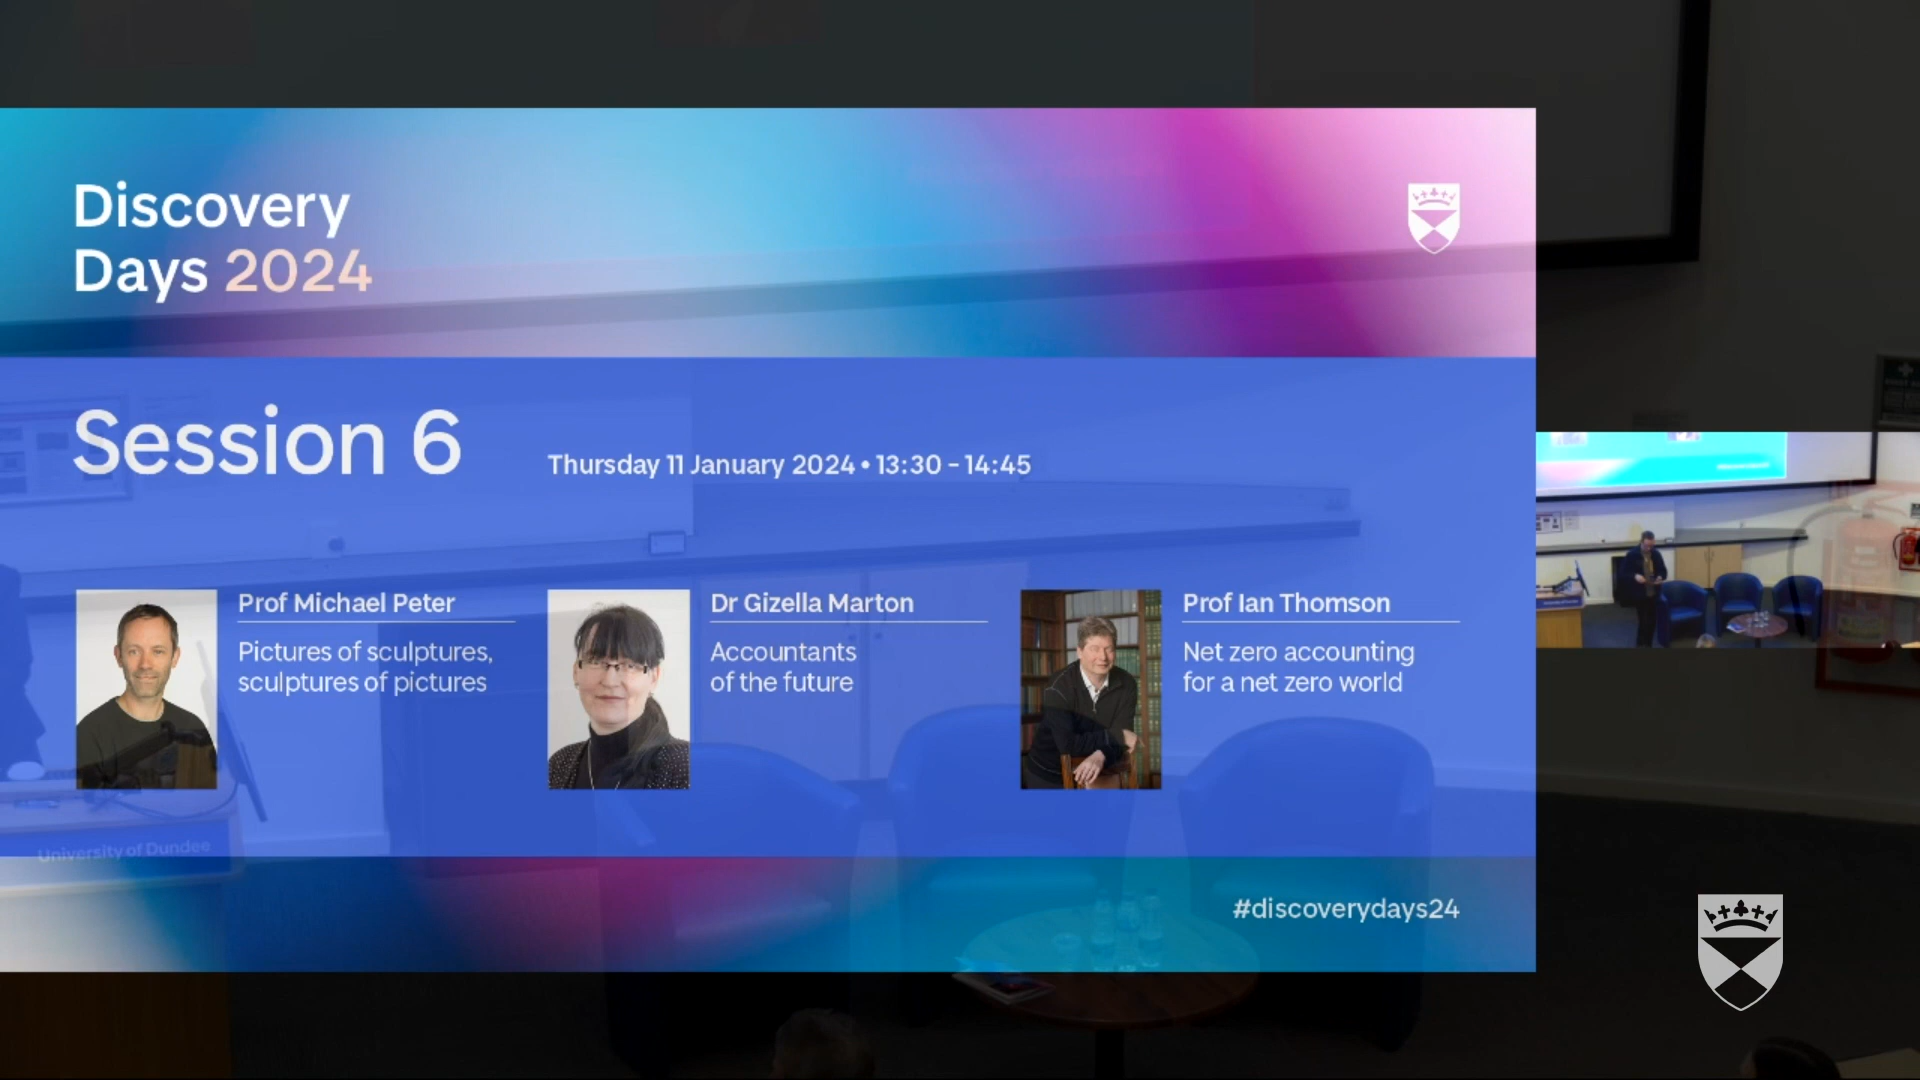 Discovery
Days 2024
Session 6
Thursday 11 January 2024 • 13:30 - 14:45
Prof Michael Peter
Pictures of sculptures,
sculptures of pictures
Dr Gizella Marton
Accountants
of the future
Prof Ian Thomson
Net zero accounting
for a net zero world
University of Dundee
#discoverydays24